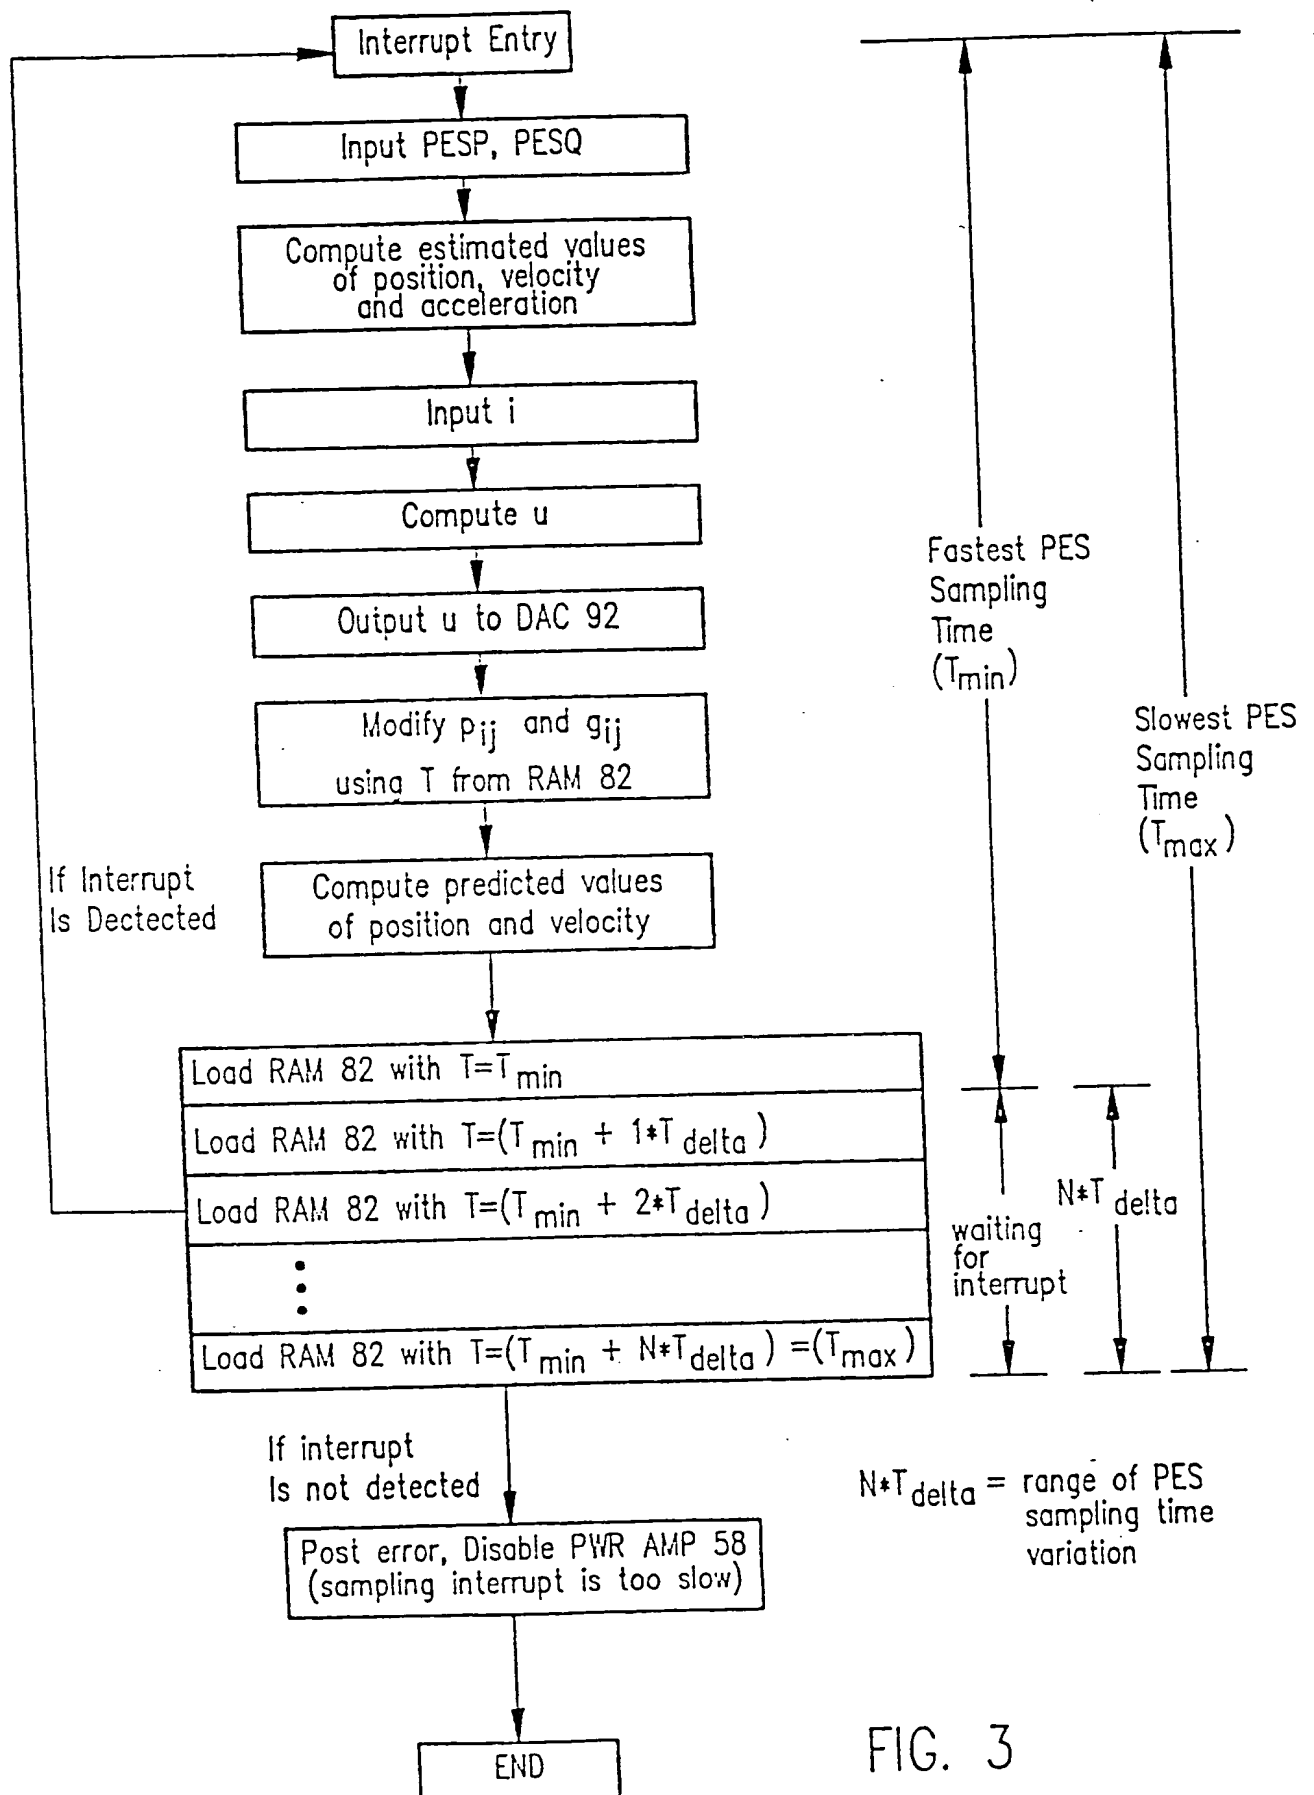 Interrupt Entry
Input PESP, PESQ
Compute estimated values
of position, velocity
and acceleration
Input i
Compute u
Output u to DAC 92
Modify pij and gij
using T from RAM 82
Compute predicted values
of position and velocity
If Interrupt
Is Dectected
Load RAM 82 with T=Tmin
Load RAM 82 with T=(Tmin + 1*Tdelta)
Load RAM 82 with T=(Tmin + 2*Tdelta)
Load RAM 82 with T=(Tmin + N*Tdelta) =(Tmax)
If interrupt
Is not detected
Post error, Disable PWR AMP 58
(sampling interrupt is too slow)
END
Fastest PES
Sampling
Time
(Tmin)
Slowest PES
Sampling
Time
(Tmax)
waiting
for
interrupt
N*Tdelta
N*Tdelta = range of PES
sampling time
variation
FIG. 3